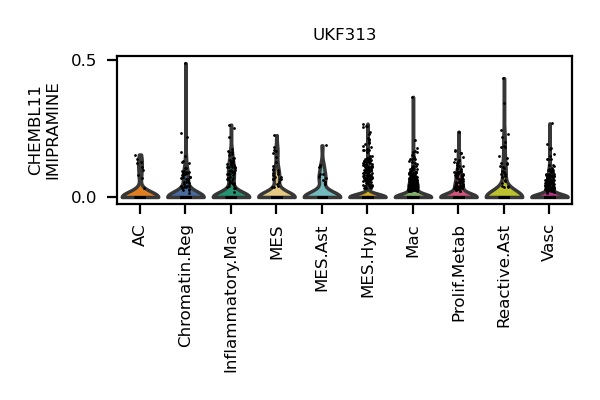 UKF313
CHEMBL11
IMIPRAMINE
0.5
0.0
AC
Chromatin.Reg
Inflammatory.Mac
MES
MES.Ast
MES.Hyp
Mac
Prolif.Metab
Reactive.Ast
Vasc